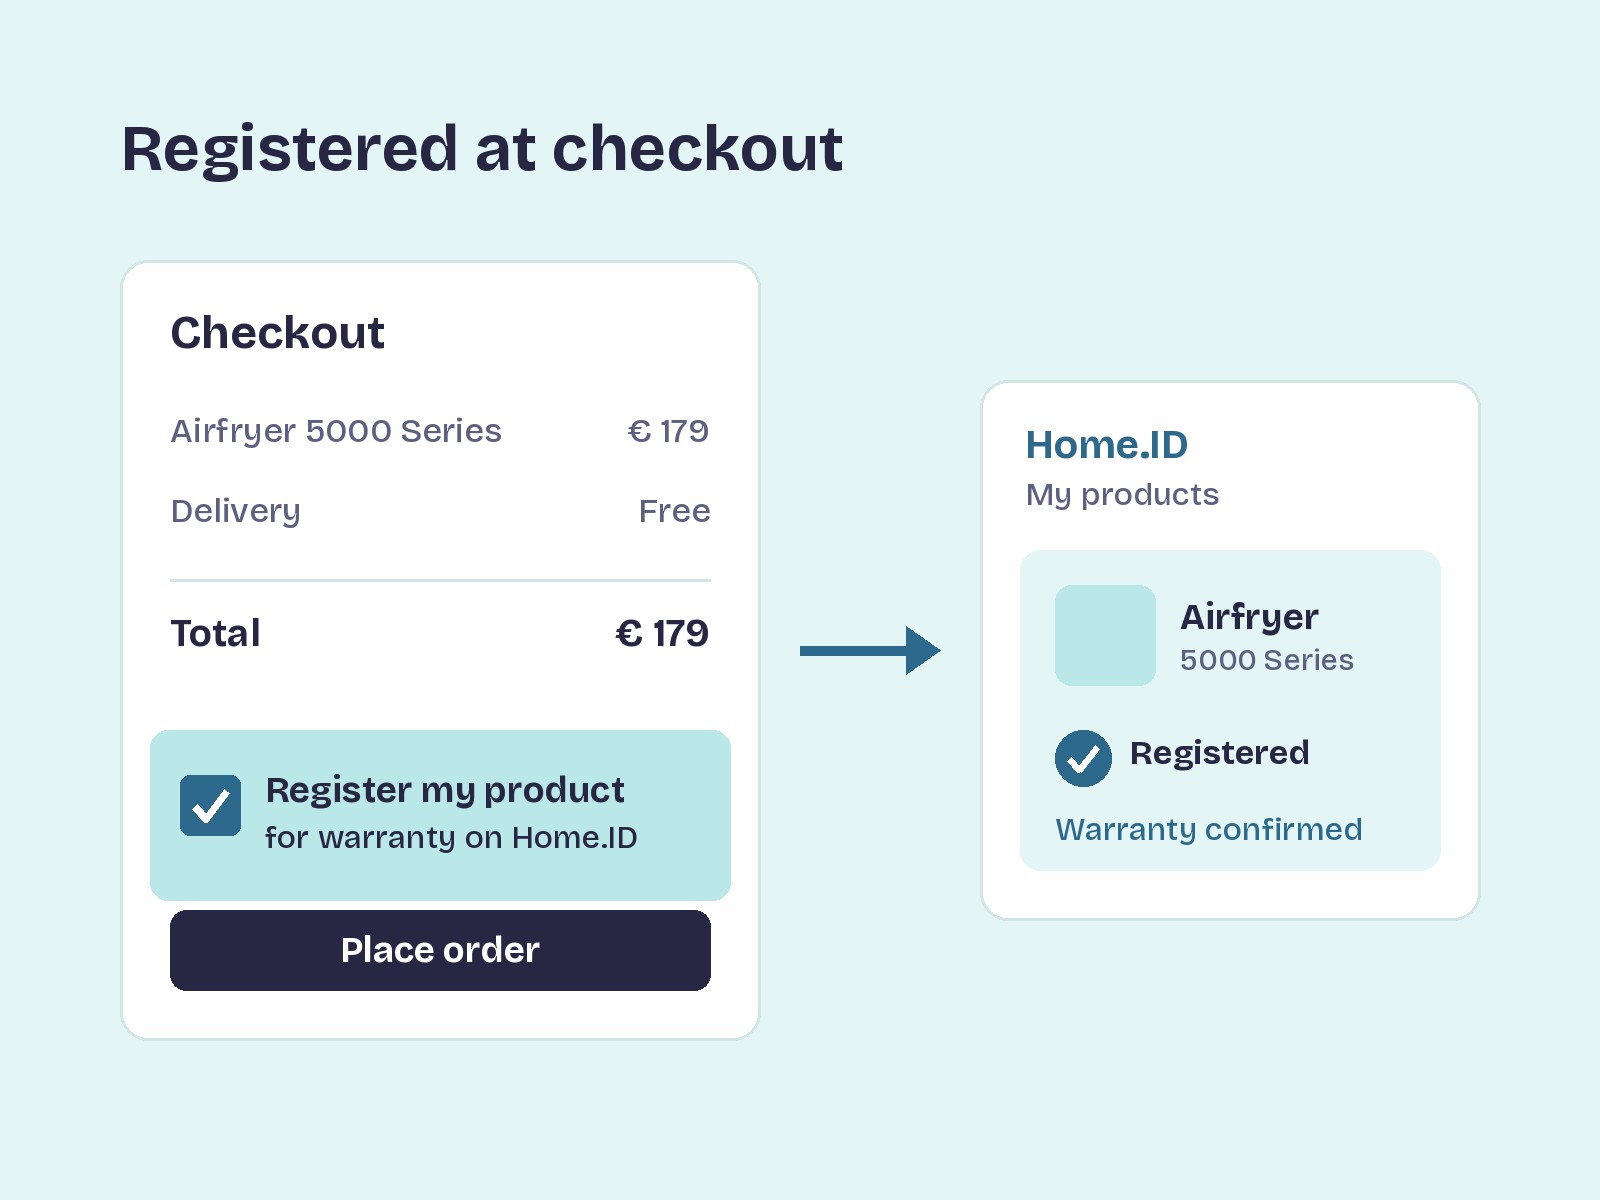 Registered at checkout
Checkout
Airfryer 5000 Series € 179
Delivery Free
Total € 179
Register my product
for warranty on Home.ID
Place order
Home.ID
My products
Airfryer
5000 Series
Registered
Warranty confirmed